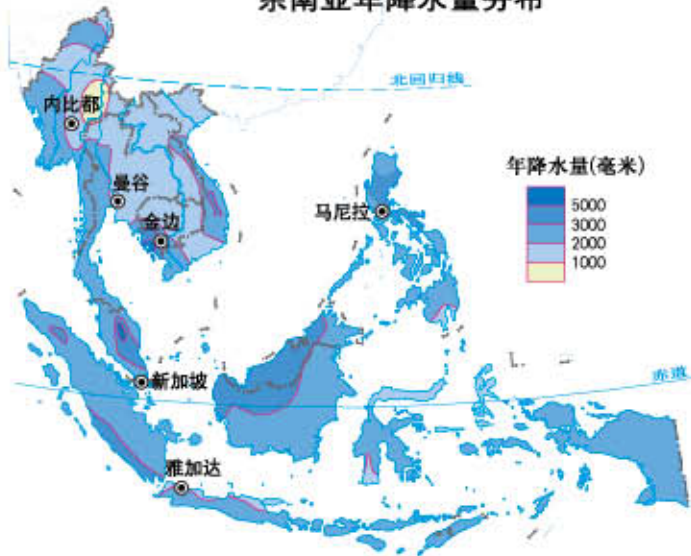 东南亚年降水量分布
北回归线
内比都
曼谷
金边
马尼拉
年降水量(毫米)
5000
3000
2000
1000
新加坡
赤道
雅加达